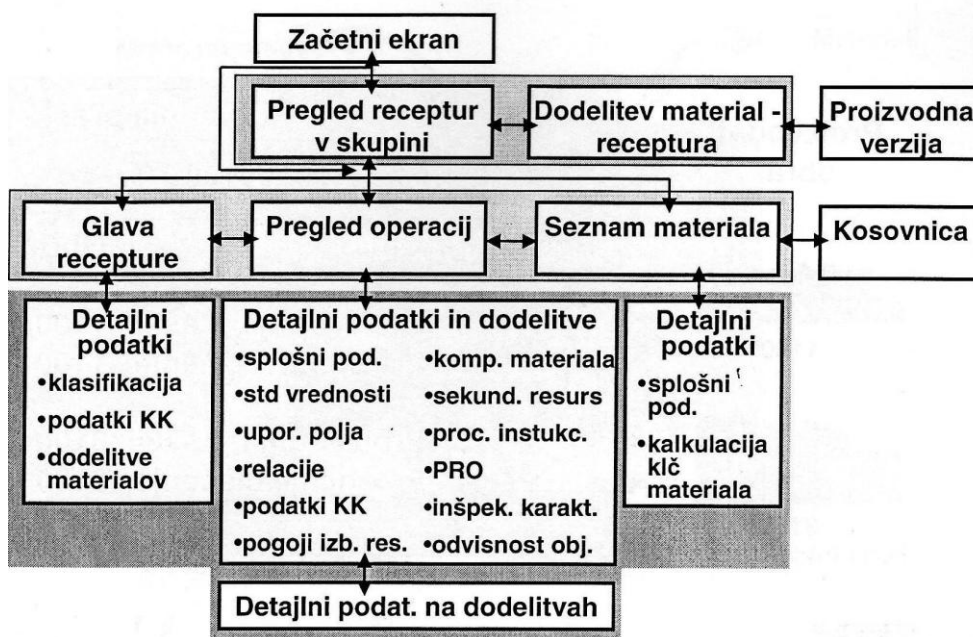 Začetni ekran
Pregled receptur
v skupini
Dodelitev material -
receptura
Proizvodna
verzija
Glava
recepture
Pregled operacij
Seznam materiala
Kosovnica
Detajlni
podatki
•klasifikacija
•podatki KK
•dodelitve
materialov
Detajlni podatki in dodelitve
•splošni pod.
•std vrednosti
•upor. polja
•relacije
•podatki KK
•pogoji izb. res.
•komp. materiala
•sekund. resurs
•proc. instukc.
•PRO
•inšpek. karakt.
•odvisnost obj.
Detajlni
podatki
•splošni
pod.
•kalkulacija
klč
materiala
Detajlni podat. na dodelitvah